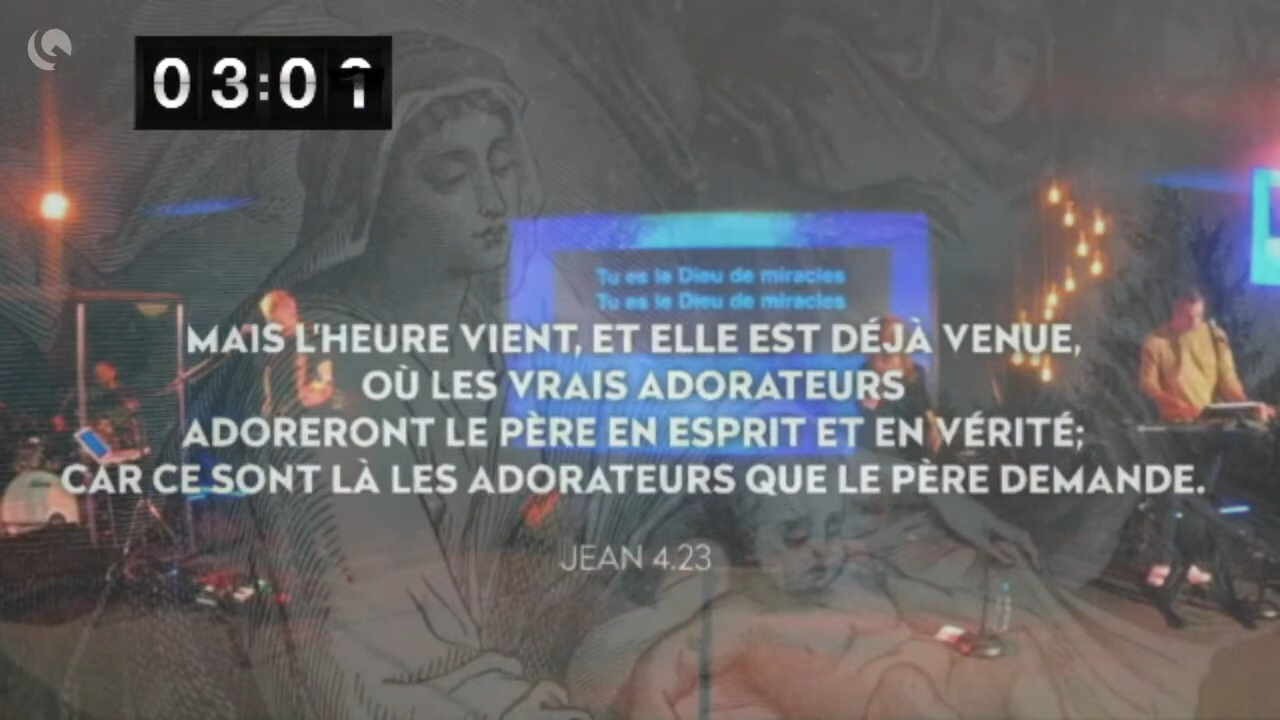 Tu es le Dieu de miracles
Tu es le Dieu de miracles
MAIS L'HEURE VIENT, ET ELLE EST DÉJÀ VENUE,
OÙ LES VRAIS ADORATEURS
ADORERONT LE PÈRE EN ESPRIT ET EN VÉRITÉ;
CAR CE SONT LÀ LES ADORATEURS QUE LE PÈRE DEMANDE.
JEAN 4.23